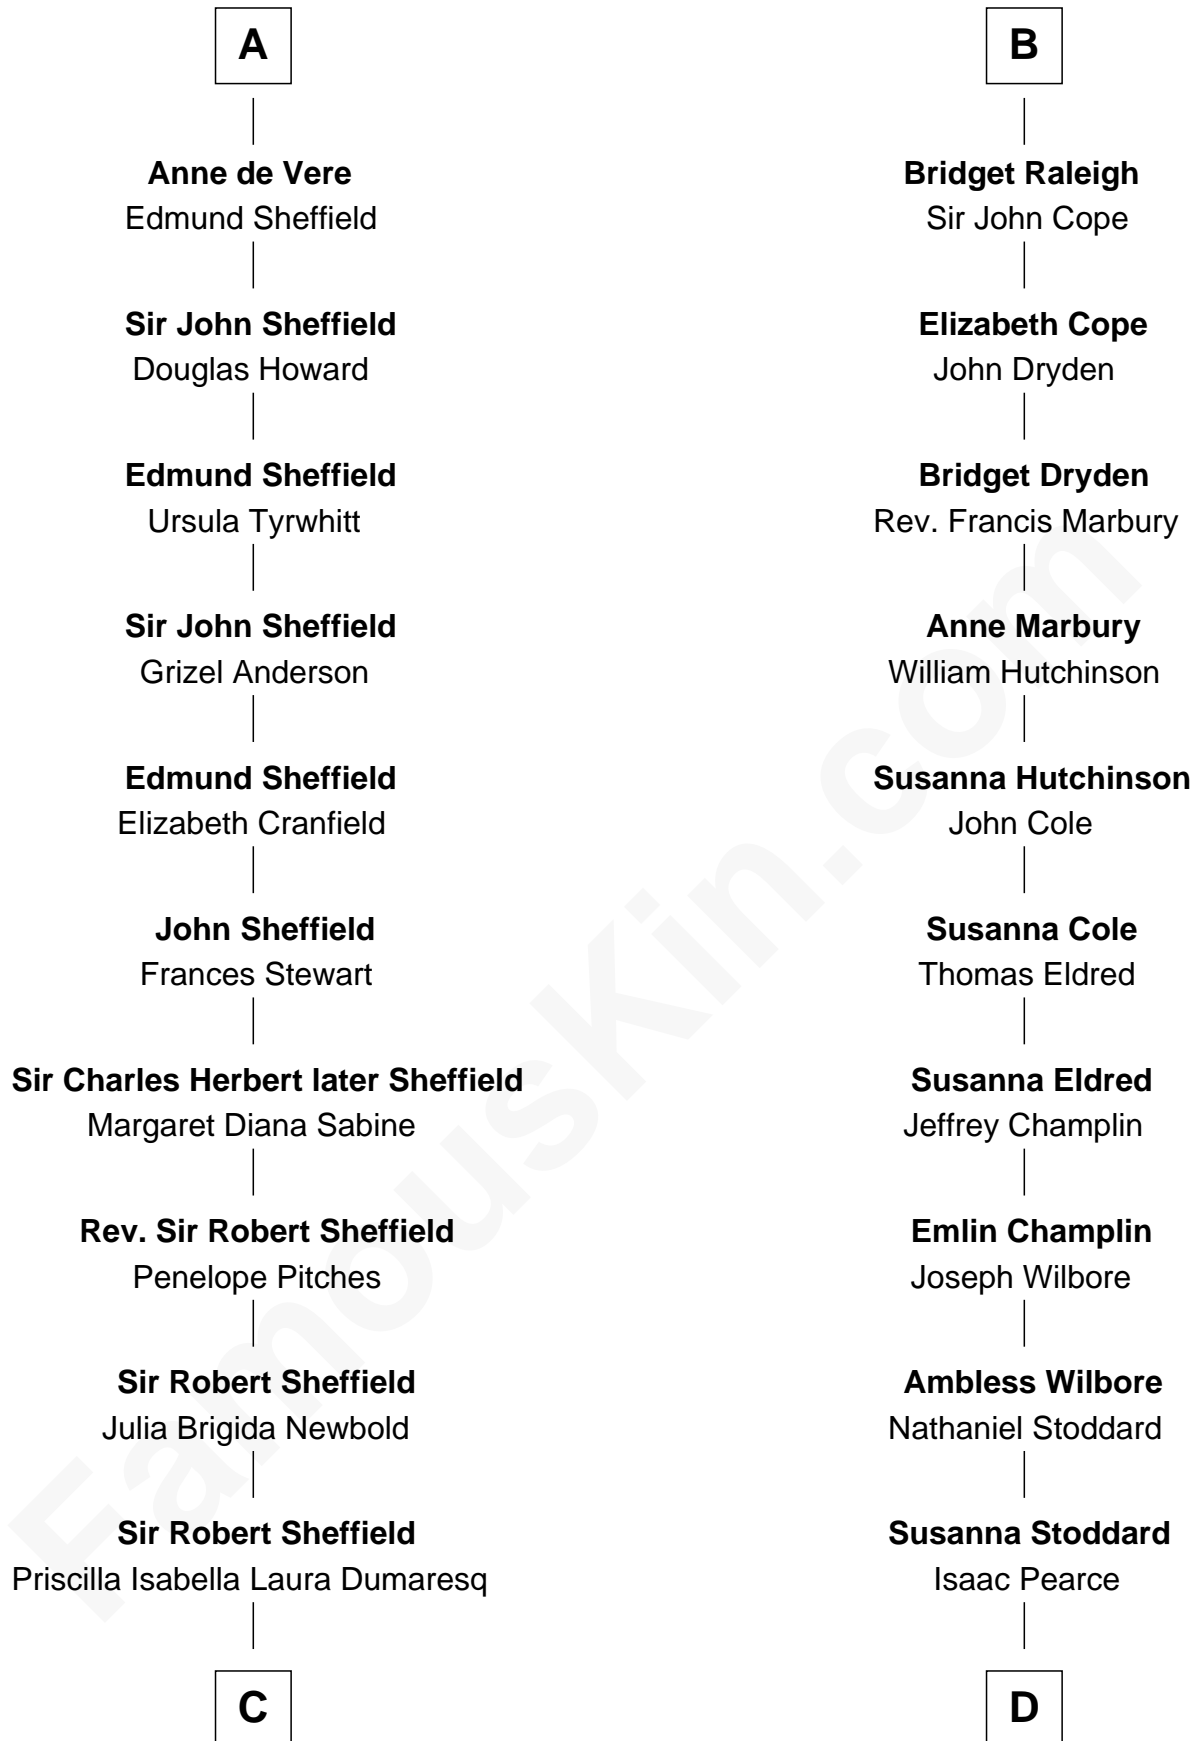 A
Anne de Vere
Edmund Sheffield
Sir John Sheffield
Douglas Howard
Edmund Sheffield
Ursula Tyrwhitt
Sir John Sheffield
Grizel Anderson
Edmund Sheffield
Elizabeth Cranfield
John Sheffield
Frances Stewart
Sir Charles Herbert later Sheffield
Margaret Diana Sabine
Rev. Sir Robert Sheffield
Penelope Pitches
Sir Robert Sheffield
Julia Brigida Newbold
Sir Robert Sheffield
Priscilla Isabella Laura Dumaresq
C
B
Bridget Raleigh
Sir John Cope
Elizabeth Cope
John Dryden
Bridget Dryden
Rev. Francis Marbury
Anne Marbury
William Hutchinson
Susanna Hutchinson
John Cole
Susanna Cole
Thomas Eldred
Susanna Eldred
Jeffrey Champlin
Emlin Champlin
Joseph Wilbore
Ambless Wilbore
Nathaniel Stoddard
Susanna Stoddard
Isaac Pearce
D
FamousKin.com